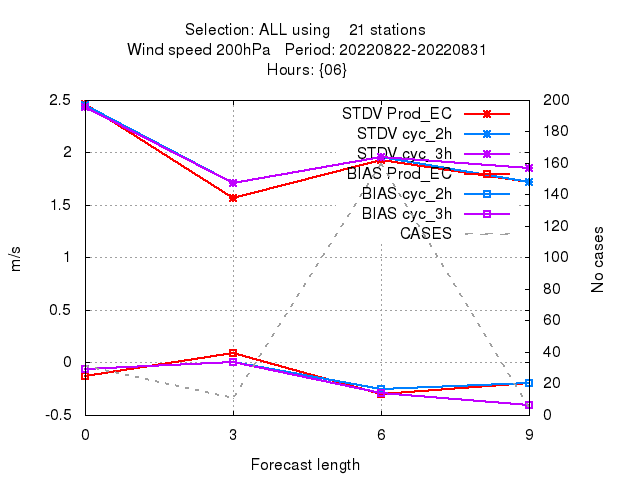 Selection: ALL using 21 stations
Wind speed 200hPa Period: 20220822-20220831
Hours: {06}
2.5
2
1.5
1
0.5
0
-0.5
m/s
STDV Prod_EC
STDV cyc_2h
STDV cyc_3h
BIAS Prod_EC
BIAS cyc_2h
BIAS cyc_3h
CASES
200
180
160
140
120
100
80
60
40
20
0
No cases
0 3 6 9
Forecast length